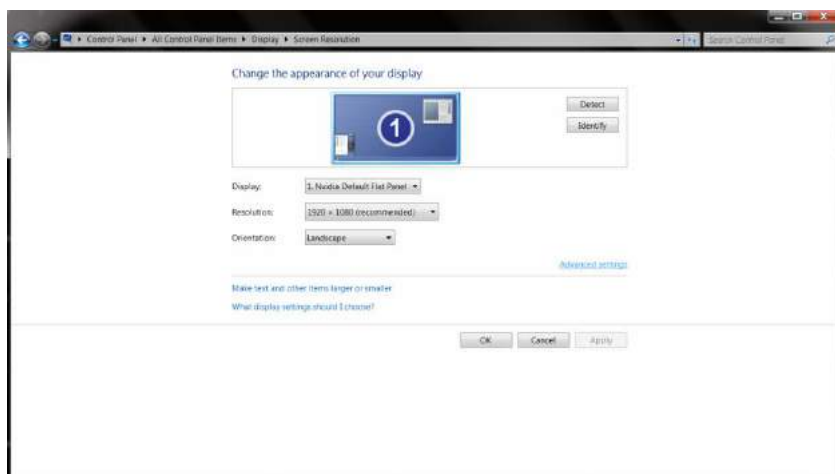 Control Panel ▸ All Control Panel Items ▸ Display ▸ Screen Resolution
Search Control Panel
Change the appearance of your display
1
Detect
Identify
Display:
1. Nvidia Default Flat Panel
Resolution:
1920 × 1080 (recommended)
Orientation:
Landscape
Advanced settings
Make text and other items larger or smaller
What display settings should I choose?
OK
Cancel
Apply